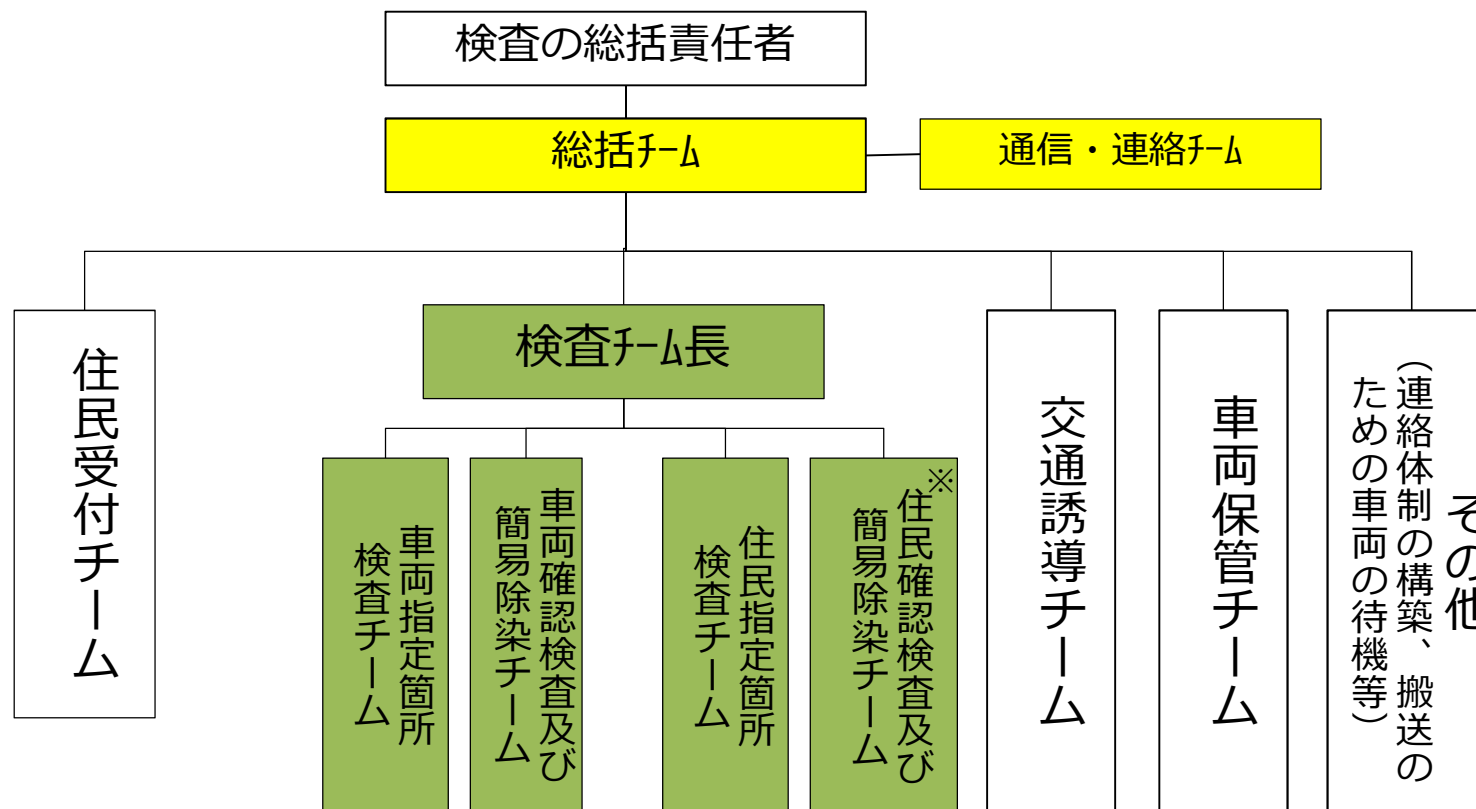 検査の総括責任者
総括ﾁｰﾑ
通信・連絡ﾁｰﾑ
住民受付チーム
検査ﾁｰﾑ長
車両指定箇所
検査チーム
車両確認検査及び
簡易除染チーム
住民指定箇所
検査チーム
※
住民確認検査及び
簡易除染チーム
交通誘導チーム
車両保管チーム
その他
（連絡体制の構築、搬送の
ための車両の待機等）